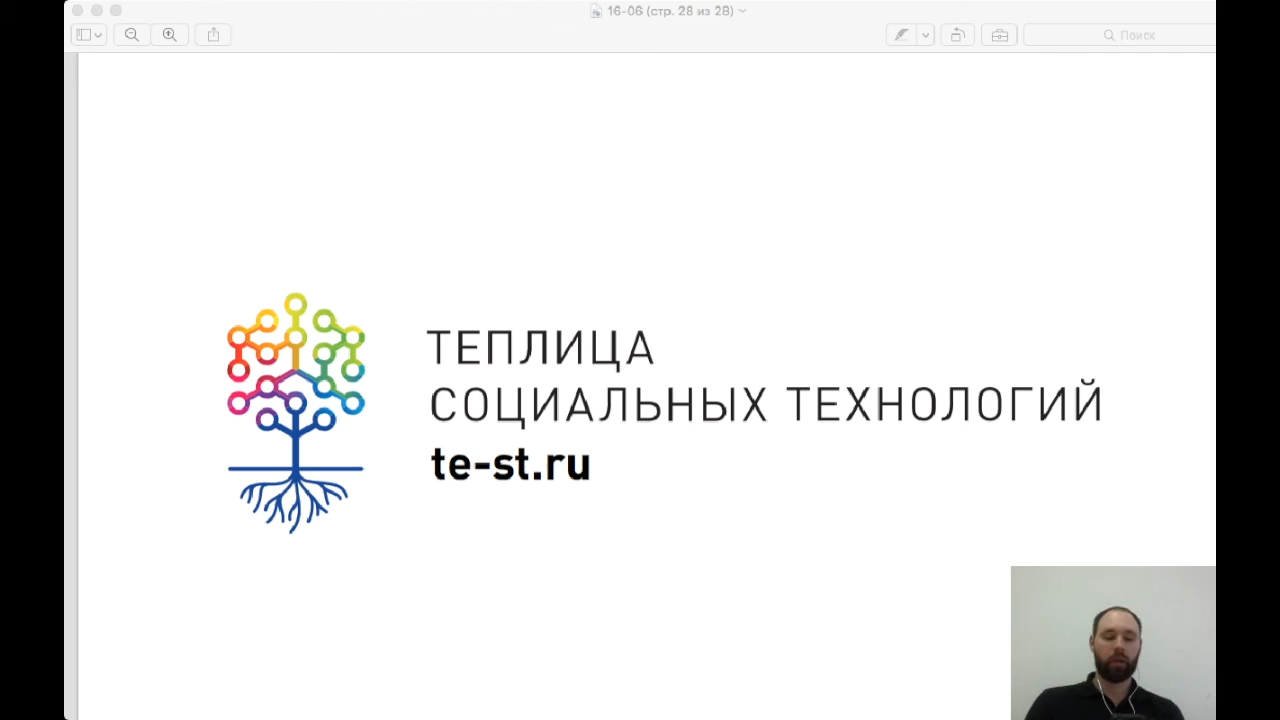 16-06 (стр. 28 из 28)
Поиск
ТЕПЛИЦА
СОЦИАЛЬНЫХ ТЕХНОЛОГИЙ
te-st.ru